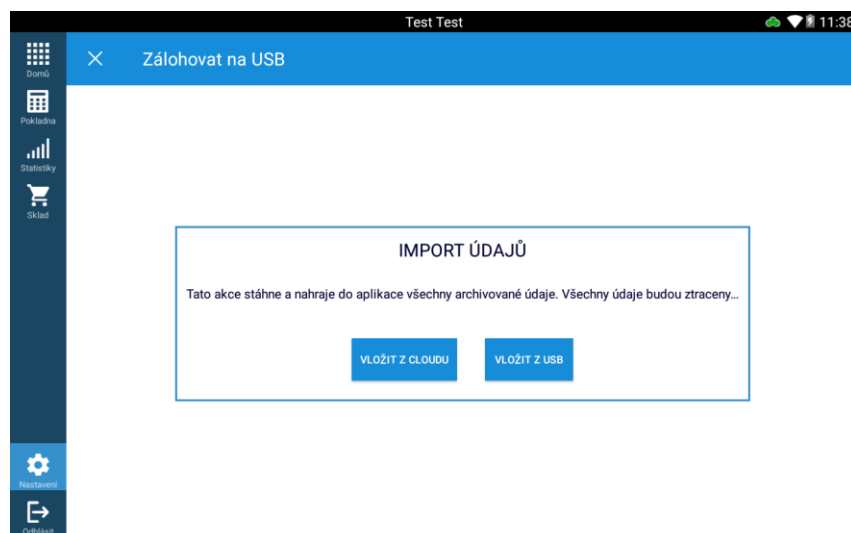 Test Test
11:38
Domů
Zálohovat na USB
Pokladna
Statistiky
Sklad
IMPORT ÚDAJŮ
Tato akce stáhne a nahraje do aplikace všechny archivované údaje. Všechny údaje budou ztraceny...
VLOŽIT Z CLOUDU
VLOŽIT Z USB
Nastavení
Odhlásit